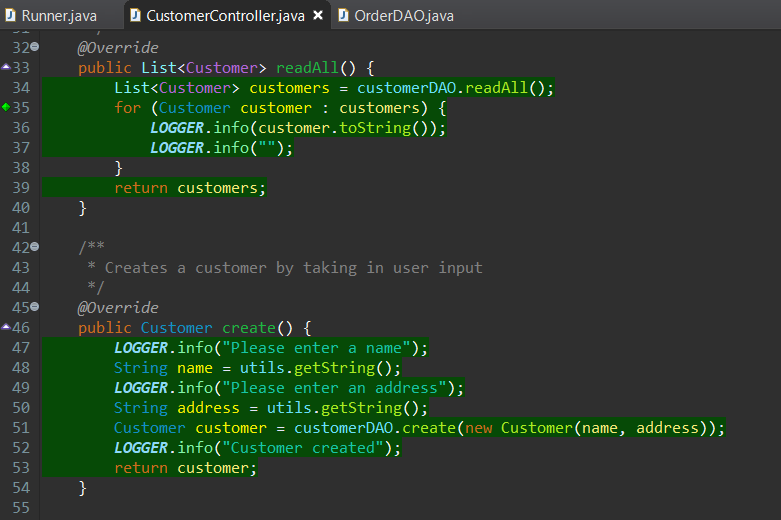 Runner.java CustomerController.java OrderDAO.java
32 @Override
33 public List<Customer> readAll() {
34 List<Customer> customers = customerDAO.readAll();
35 for (Customer customer : customers) {
36 LOGGER.info(customer.toString());
37 LOGGER.info("");
38 }
39 return customers;
40 }
41
42 /**
43 * Creates a customer by taking in user input
44 */
45 @Override
46 public Customer create() {
47 LOGGER.info("Please enter a name");
48 String name = utils.getString();
49 LOGGER.info("Please enter an address");
50 String address = utils.getString();
51 Customer customer = customerDAO.create(new Customer(name, address));
52 LOGGER.info("Customer created");
53 return customer;
54 }
55